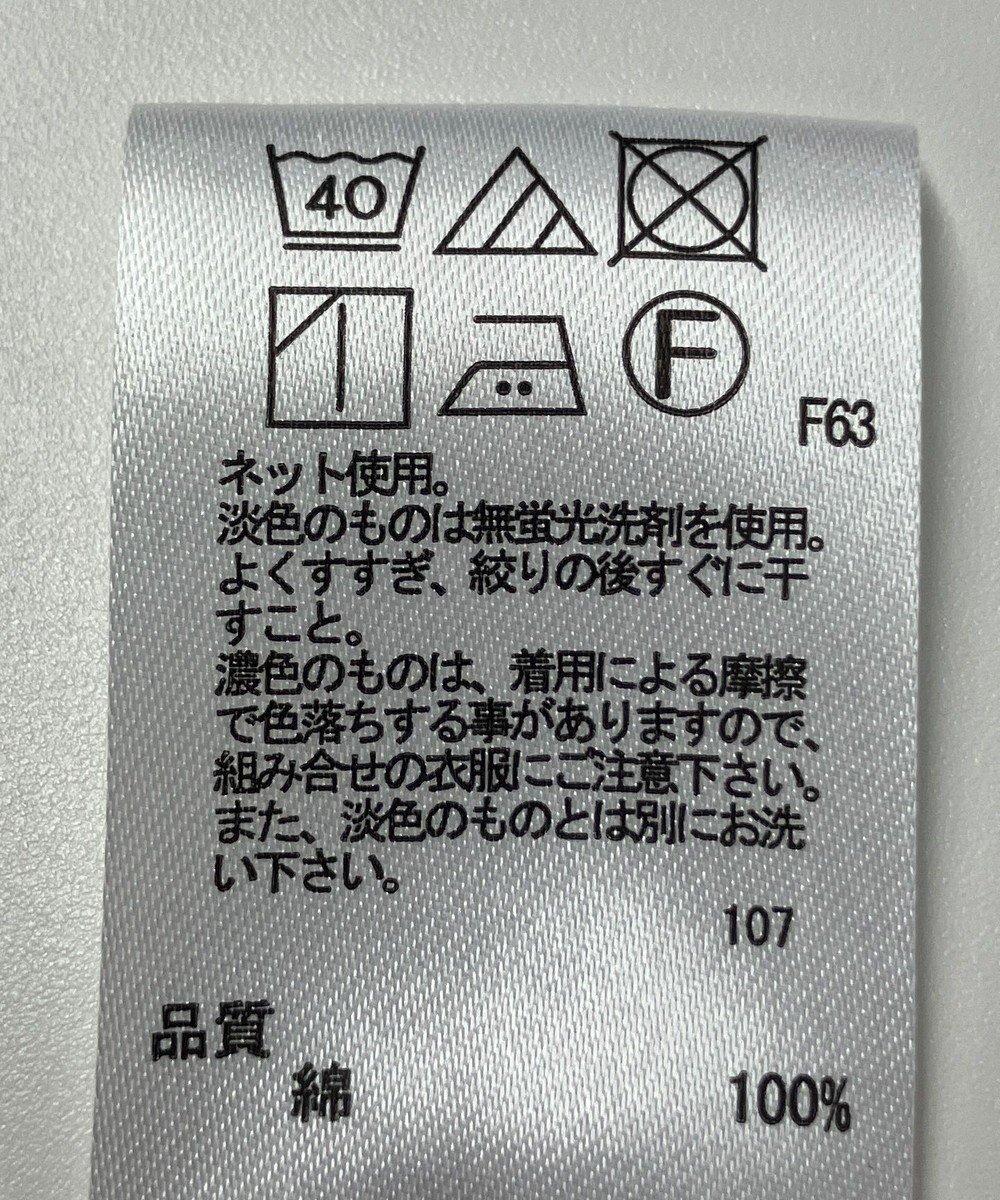 40
F
F63
ネット使用。
淡色のものは無蛍光洗剤を使用。
よくすすぎ、絞りの後すぐに干
すこと。
濃色のものは、着用による摩擦
で色落ちする事がありますので、
組み合せの衣服にご注意下さい。
また、淡色のものとは別にお洗
い下さい。
107
品質
綿 100%